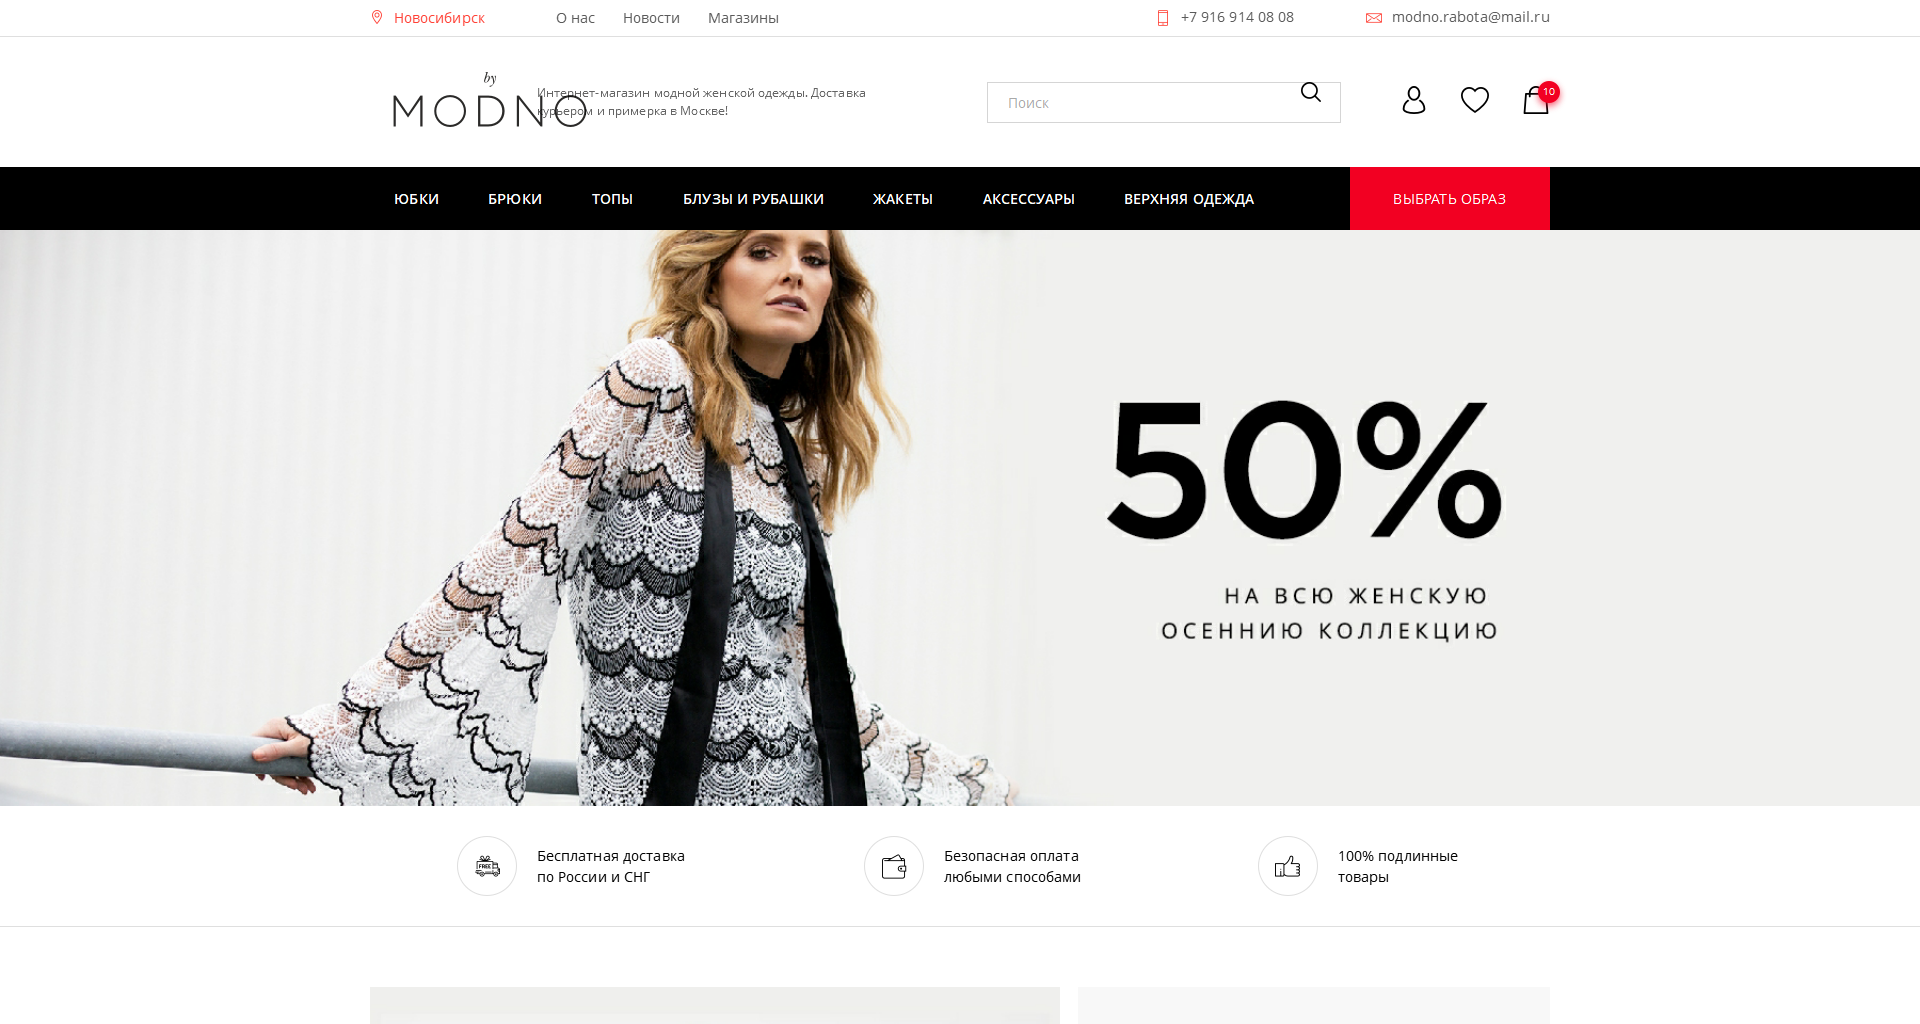 Новосибирск
О нас
Новости
Магазины
+7 916 914 08 08
modno.rabota@mail.ru
by
MODNO
Интернет-магазин модной женской одежды. Доставка
курьером и примерка в Москве!
Поиск
10
ЮБКИ
БРЮКИ
ТОПЫ
БЛУЗЫ И РУБАШКИ
ЖАКЕТЫ
АКСЕССУАРЫ
ВЕРХНЯЯ ОДЕЖДА
ВЫБРАТЬ ОБРАЗ
50%
НА ВСЮ ЖЕНСКУЮ
ОСЕННИЮ КОЛЛЕКЦИЮ
FREE
Бесплатная доставка
по России и СНГ
Безопасная оплата
любыми способами
100% подлинные
товары